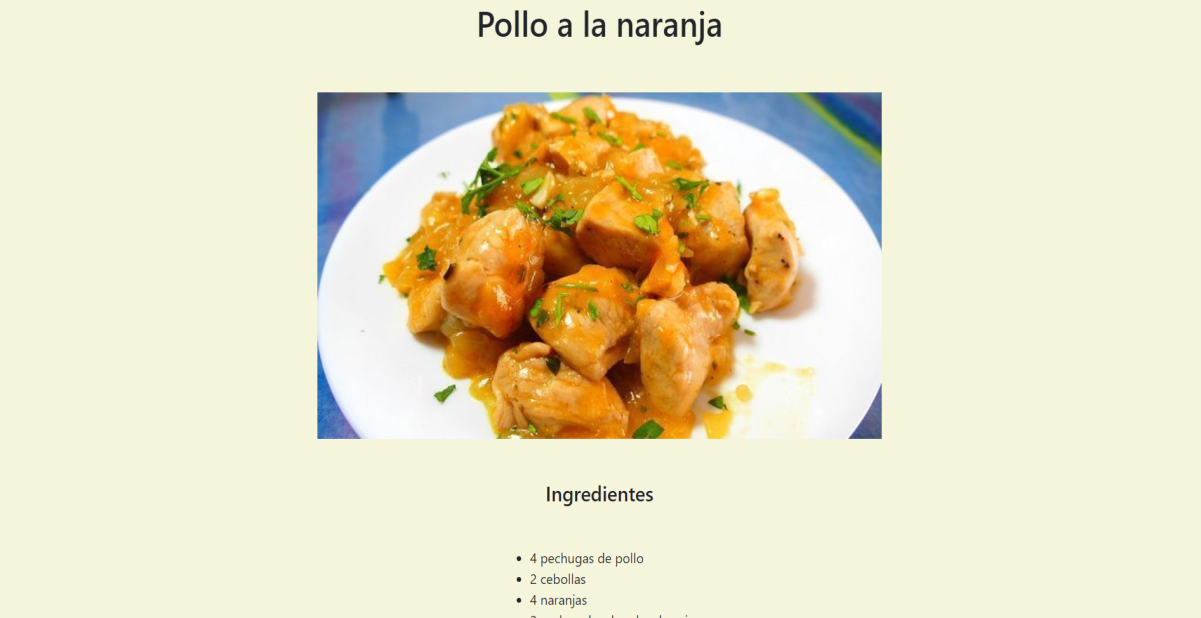 Pollo a la naranja
Ingredientes
4 pechugas de pollo
2 cebollas
4 naranjas